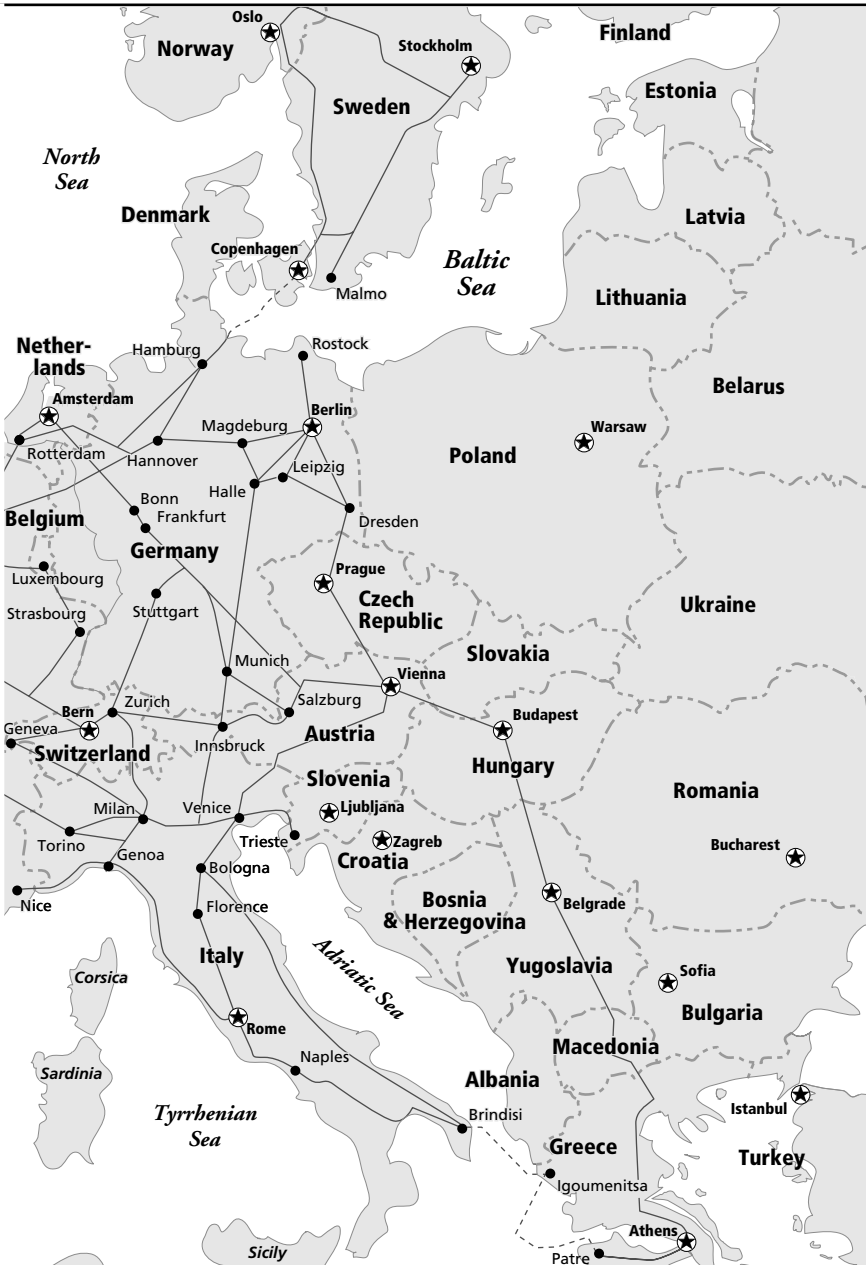 Oslo
Norway
Stockholm
Finland
Sweden
Estonia
North
Sea
Denmark
Latvia
Copenhagen
Baltic
Sea
Malmo
Lithuania
Nether-
lands
Hamburg
Rostock
Belarus
Amsterdam
Berlin
Magdeburg
Warsaw
Rotterdam
Hannover
Poland
Leipzig
Halle
Bonn
Frankfurt
Belgium
Dresden
Germany
Luxembourg
Prague
Czech
Republic
Strasbourg
Stuttgart
Ukraine
Slovakia
Munich
Vienna
Zurich
Salzburg
Bern
Budapest
Geneva
Innsbruck
Austria
Switzerland
Hungary
Slovenia
Romania
Milan
Venice
Ljubljana
Torino
Trieste
Zagreb
Bucharest
Genoa
Croatia
Bologna
Nice
Florence
Bosnia
& Herzegovina
Belgrade
Italy
Adriatic Sea
Yugoslavia
Corsica
Sofia
Bulgaria
Rome
Macedonia
Naples
Sardinia
Albania
Tyrrhenian
Sea
Brindisi
Istanbul
Greece
Turkey
Igoumenitsa
Athens
Sicily
Patre